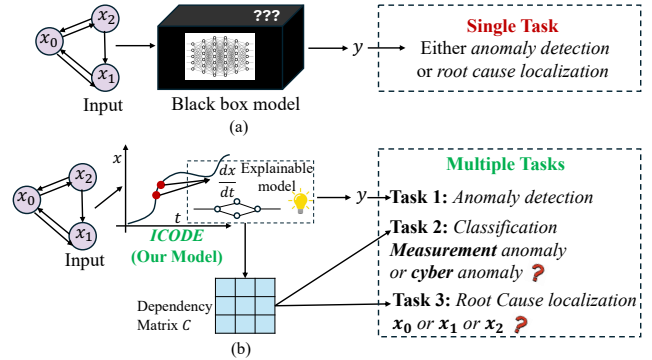 ???
x₂
x₀
x₁
Input
Black box model
y
Single Task
Either anomaly detection
or root cause localization
(a)
x
x₂
x₀
x₁
Input
dx
dt
Explainable
model
t
ICODE
(Our Model)
y
Multiple Tasks
Task 1: Anomaly detection
Task 2: Classification
Measurement anomaly
or cyber anomaly ?
Task 3: Root Cause localization
x₀ or x₁ or x₂ ?
Dependency
Matrix C
(b)